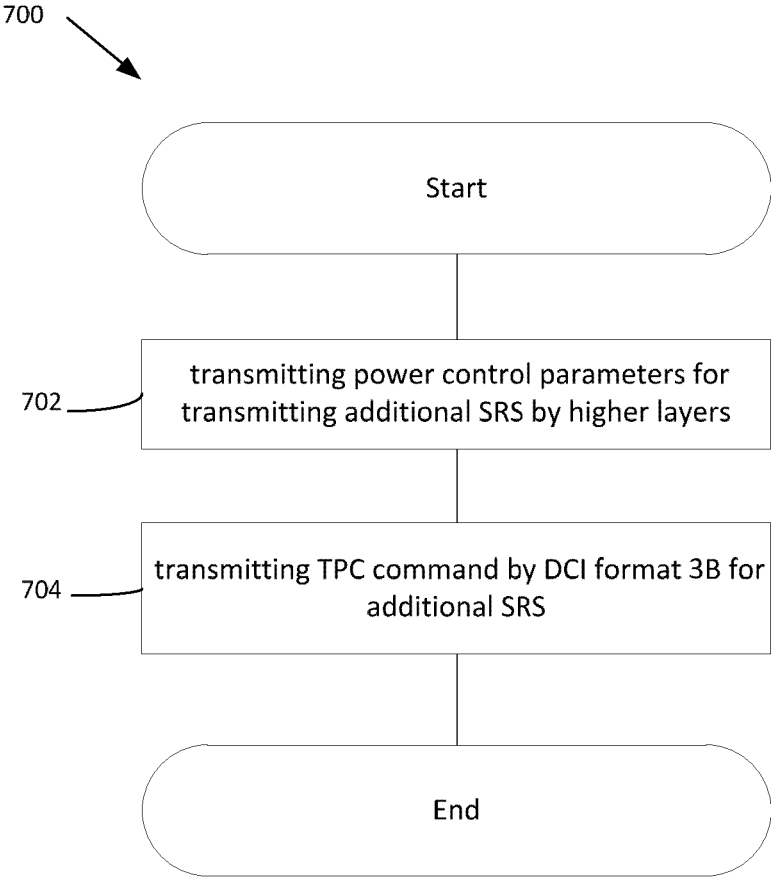 700
Start
702
transmitting power control parameters for
transmitting additional SRS by higher layers
704
transmitting TPC command by DCI format 3B for
additional SRS
End